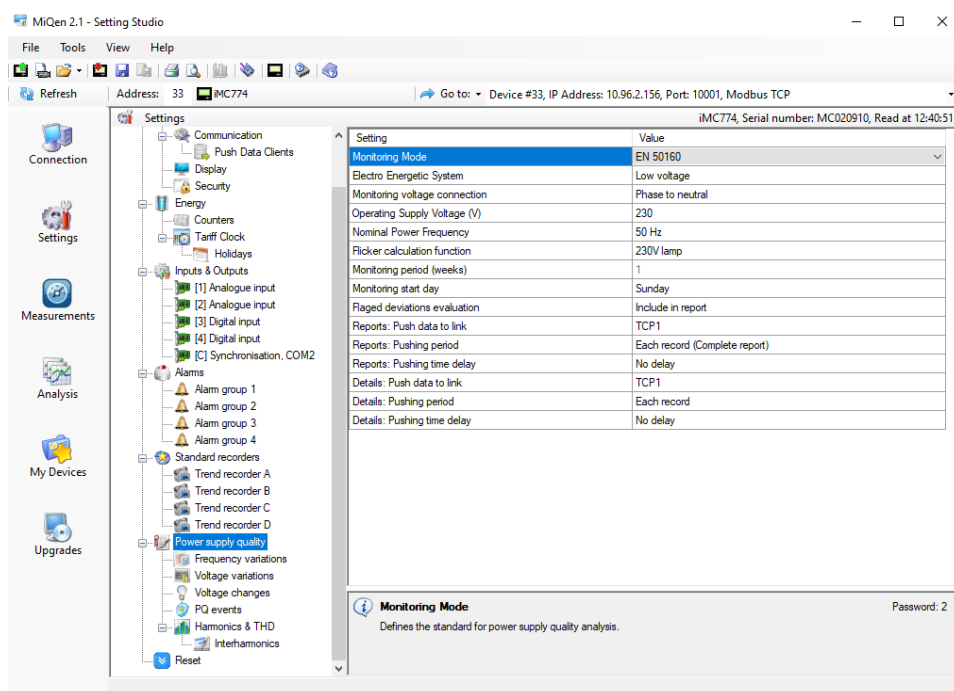 MiQen 2.1 - Setting Studio
File Tools View Help
Refresh Address: 33 iMC774 Go to: Device #33, IP Address: 10.96.2.156, Port: 10001, Modbus TCP
Settings iMC774, Serial number: MC020910, Read at 12:40:51
Connection
Settings
Measurements
Analysis
My Devices
Upgrades
Communication
Push Data Clients
Display
Security
Energy
Counters
Tariff Clock
Holidays
Inputs & Outputs
[1] Analogue input
[2] Analogue input
[3] Digital input
[4] Digital input
[C] Synchronisation, COM2
Alarms
Alarm group 1
Alarm group 2
Alarm group 3
Alarm group 4
Standard recorders
Trend recorder A
Trend recorder B
Trend recorder C
Trend recorder D
Power supply quality
Frequency variations
Voltage variations
Voltage changes
PQ events
Harmonics & THD
Interharmonics
Reset
Setting Value
Monitoring Mode EN 50160
Electro Energetic System Low voltage
Monitoring voltage connection Phase to neutral
Operating Supply Voltage (V) 230
Nominal Power Frequency 50 Hz
Flicker calculation function 230V lamp
Monitoring period (weeks) 1
Monitoring start day Sunday
Flaged deviations evaluation Include in report
Reports: Push data to link TCP1
Reports: Pushing period Each record (Complete report)
Reports: Pushing time delay No delay
Details: Push data to link TCP1
Details: Pushing period Each record
Details: Pushing time delay No delay
Monitoring Mode Password: 2
Defines the standard for power supply quality analysis.